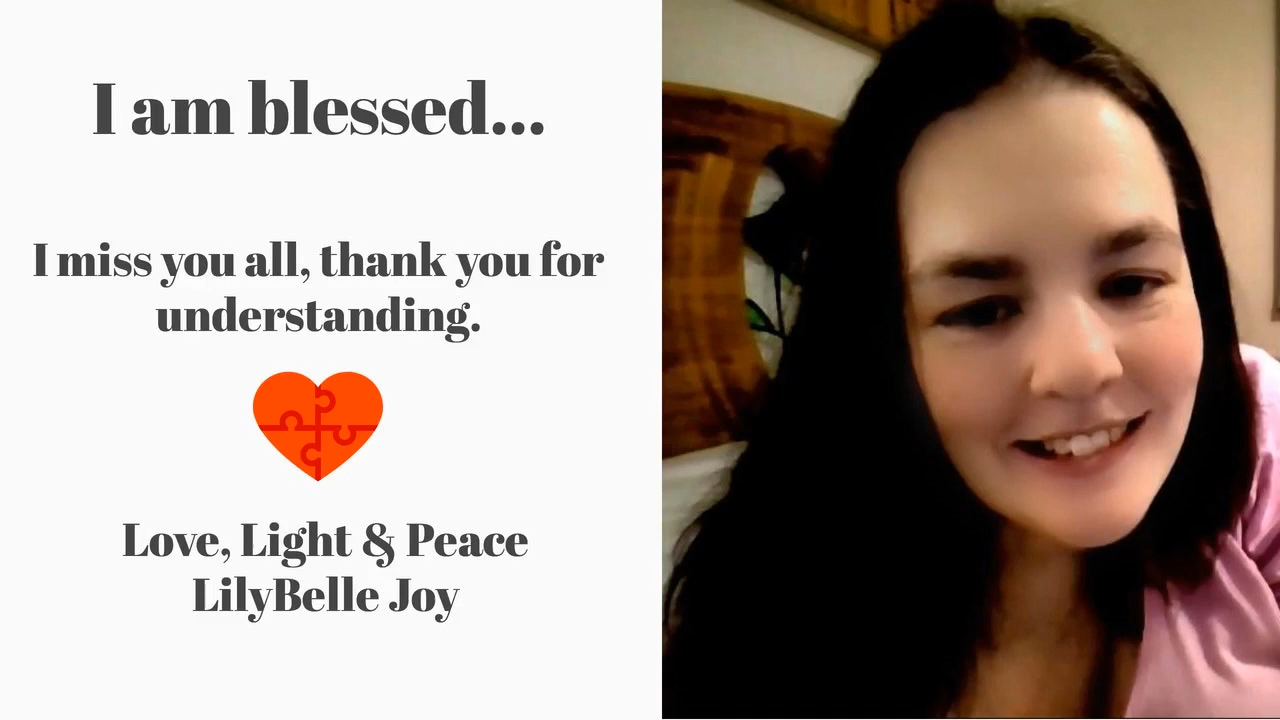 I am blessed...
I miss you all, thank you for
understanding.
Love, Light & Peace
LilyBelle Joy